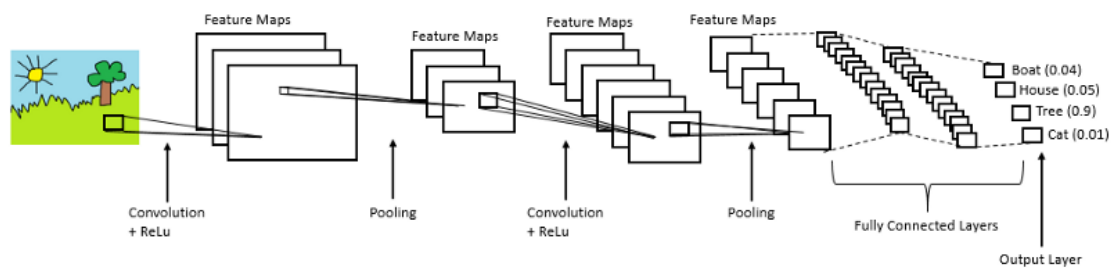 Feature Maps
Feature Maps
Feature Maps
Feature Maps
Boat (0.04)
House (0.05)
Tree (0.9)
Cat (0.01)
Convolution
+ ReLu
Pooling
Convolution
+ ReLu
Pooling
Fully Connected Layers
Output Layer